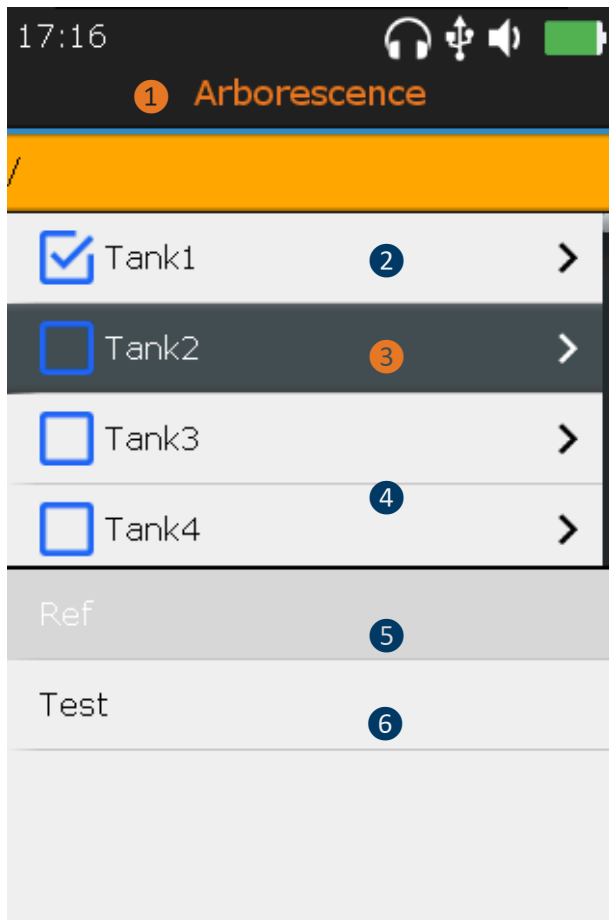 17:16
1 Arborescence
/
Tank1 2
Tank2 3
Tank3
4
Tank4
Ref 5
Test 6